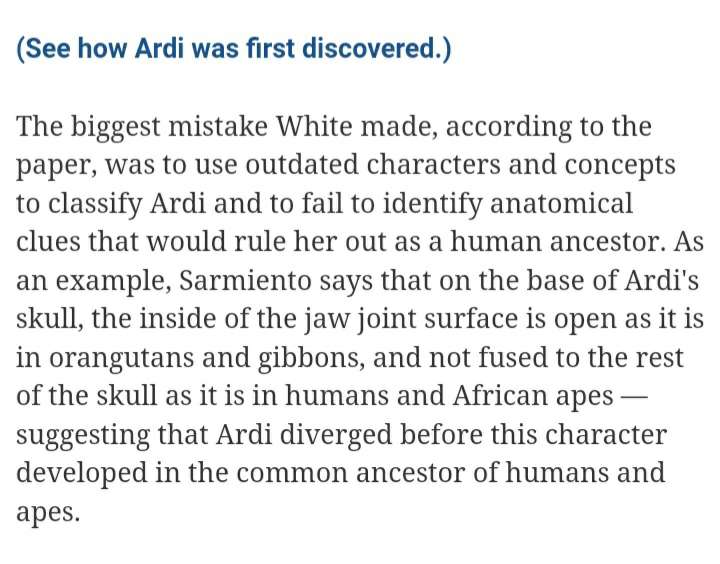 (See how Ardi was first discovered.)
The biggest mistake White made, according to the
paper, was to use outdated characters and concepts
to classify Ardi and to fail to identify anatomical
clues that would rule her out as a human ancestor. As
an example, Sarmiento says that on the base of Ardi's
skull, the inside of the jaw joint surface is open as it is
in orangutans and gibbons, and not fused to the rest
of the skull as it is in humans and African apes —
suggesting that Ardi diverged before this character
developed in the common ancestor of humans and
apes.